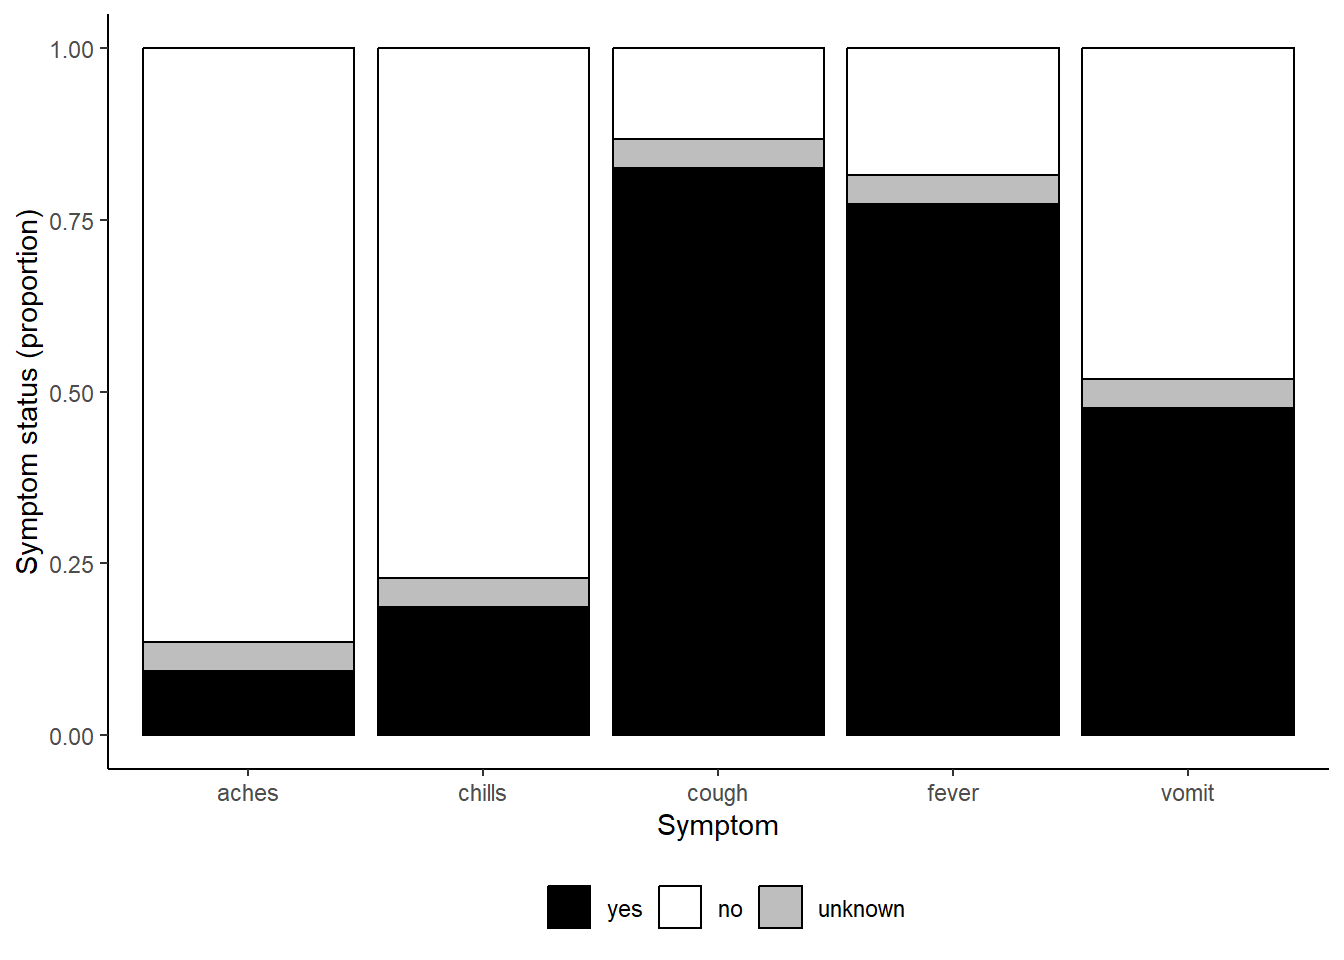 Symptom status (proportion)
1.00
0.75
0.50
0.25
0.00
aches chills cough fever vomit
Symptom
yes no unknown